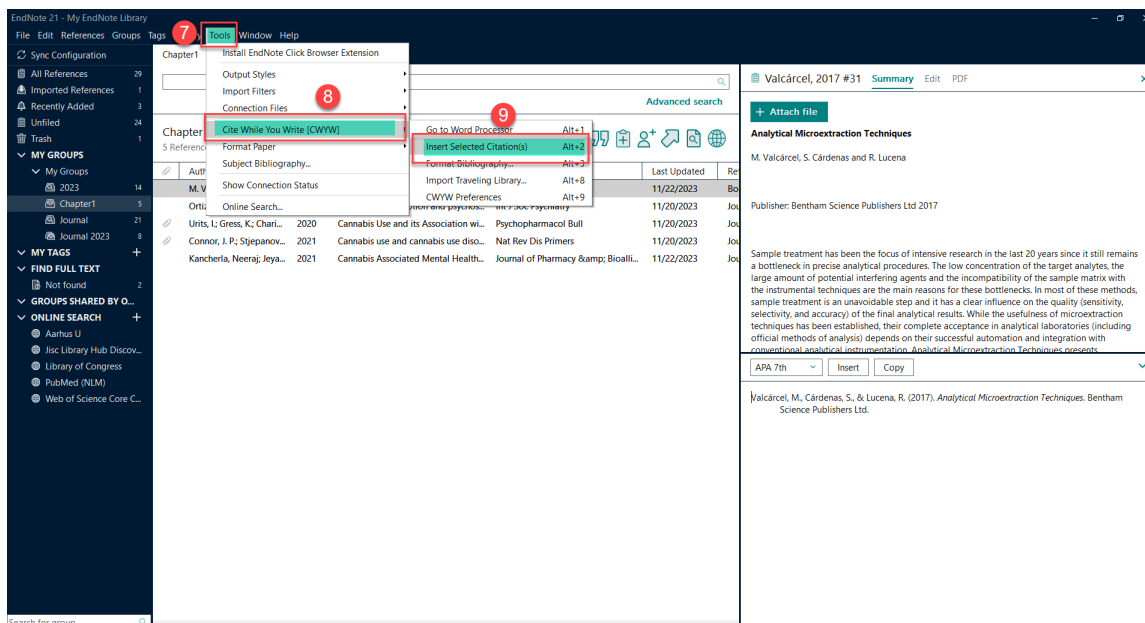 EndNote 21 - My EndNote Library
File Edit References Groups Tags Tools Window Help
7
Sync Configuration
All References 29
Imported References 1
Recently Added 3
Unfiled 24
Trash 1
MY GROUPS
My Groups
2023 14
Chapter1 5
Journal 21
Journal 2023 8
MY TAGS +
FIND FULL TEXT
Not found 2
GROUPS SHARED BY O...
ONLINE SEARCH +
Aarhus U
Jisc Library Hub Discov...
Library of Congress
PubMed (NLM)
Web of Science Core C...
Search for group
Chapter1
Install EndNote Click Browser Extension
Output Styles
Import Filters
Connection Files
8
Cite While You Write [CWYW]
Format Paper
Subject Bibliography...
Show Connection Status
Online Search...
9
Go to Word Processor Alt+1
Insert Selected Citation(s) Alt+2
Format Bibliography... Alt+3
Import Traveling Library... Alt+8
CWYW Preferences Alt+9
Advanced search
Last Updated
M. V 11/22/2023
11/20/2023
Urits, I.; Gress, K.; Chari... 2020 Cannabis Use and its Association wi... Psychopharmacol Bull 11/20/2023 Jou
Connor, J. P.; Stjepanov... 2021 Cannabis use and cannabis use diso... Nat Rev Dis Primers 11/20/2023 Jou
Kancherla, Neeraj; Jeya... 2021 Cannabis Associated Mental Health... Journal of Pharmacy &amp; Bioalli... 11/22/2023 Jou
Valcárcel, 2017 #31 Summary Edit PDF
+ Attach file
Analytical Microextraction Techniques
M. Valcárcel, S. Cárdenas and R. Lucena
Publisher: Bentham Science Publishers Ltd 2017
Sample treatment has been the focus of intensive research in the last 20 years since it still remains
a bottleneck in precise analytical procedures. The low concentration of the target analytes, the
large amount of potential interfering agents and the incompatibility of the sample matrix with
the instrumental techniques are the main reasons for these bottlenecks. In most of these methods,
sample treatment is an unavoidable step and it has a clear influence on the quality (sensitivity,
selectivity, and accuracy) of the final analytical results. While the usefulness of microextraction
techniques has been established, their complete acceptance in analytical laboratories (including
official methods of analysis) depends on their successful automation and integration with
conventional analytical instrumentation. Analytical Microextraction Techniques presents
APA 7th Insert Copy
Valcárcel, M., Cárdenas, S., & Lucena, R. (2017). Analytical Microextraction Techniques. Bentham
Science Publishers Ltd.